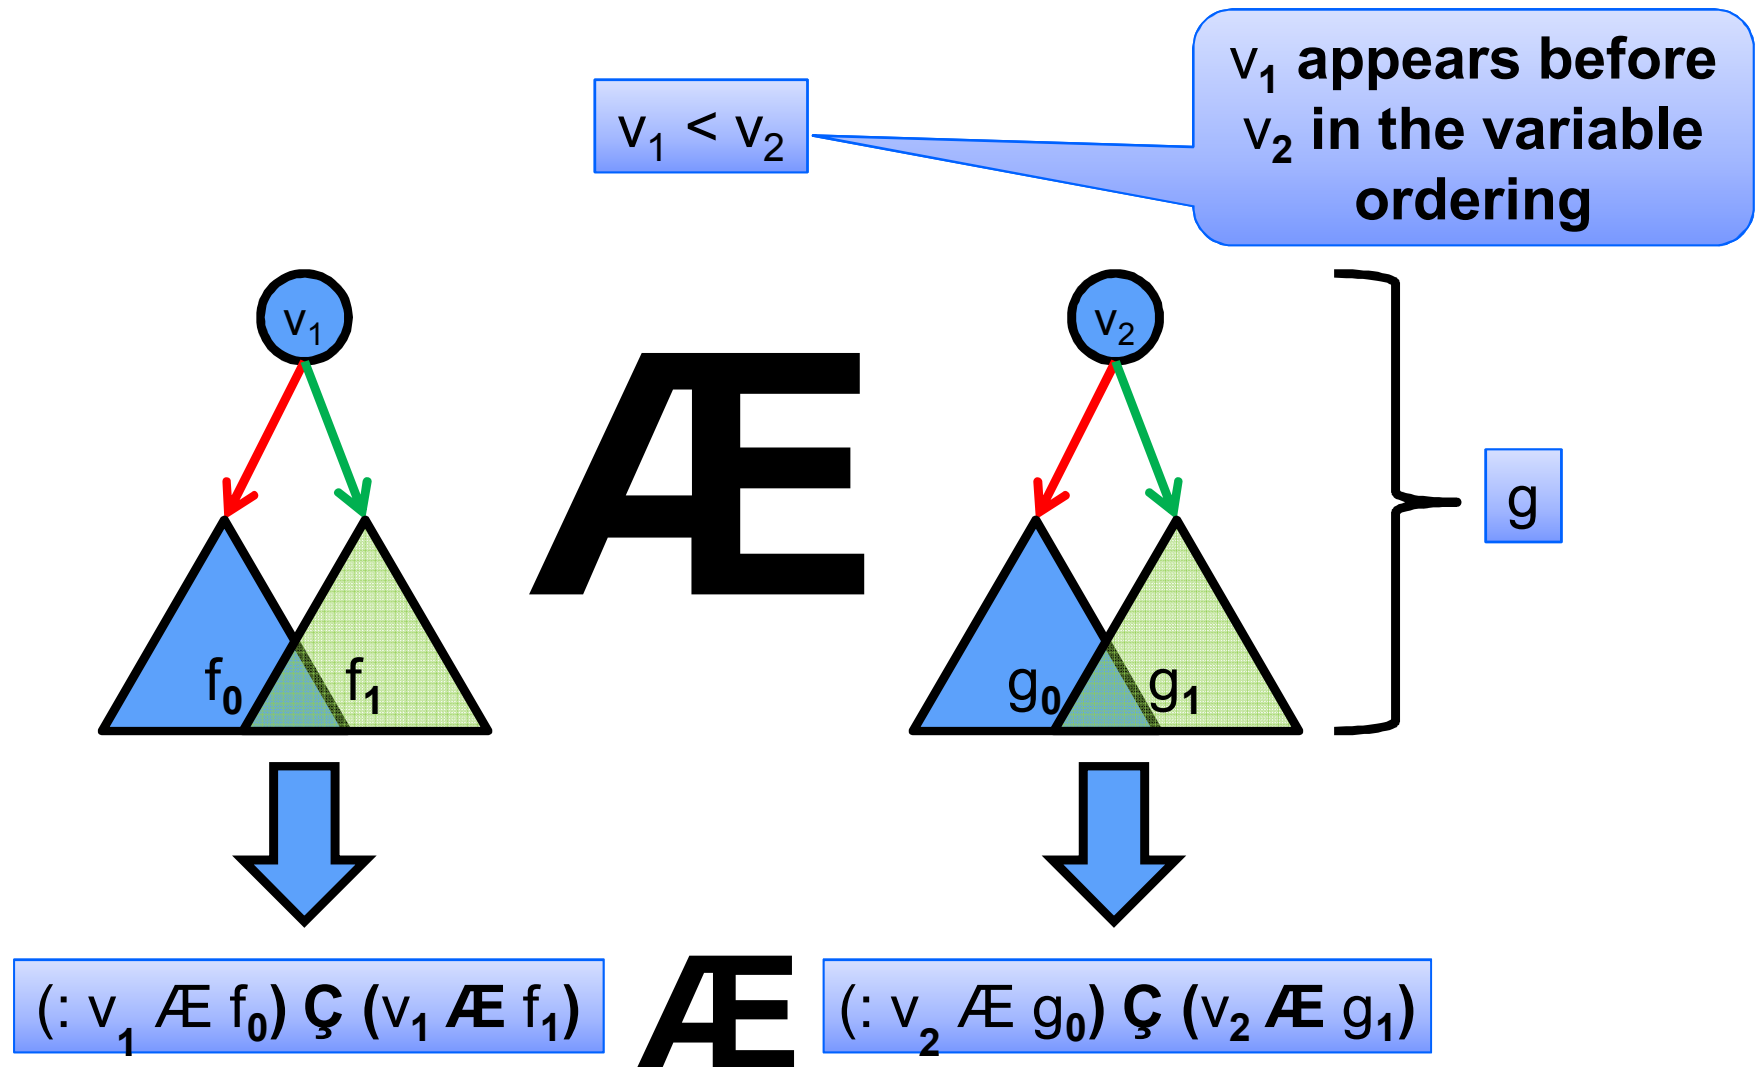 v₁ < v₂
v₁ appears before
v₂ in the variable
ordering
v₁
Æ
v₂
g
f₀
f₁
g₀
g₁
(: v₁ Æ f₀) Ç (v₁ Æ f₁)
Æ
(: v₂ Æ g₀) Ç (v₂ Æ g₁)